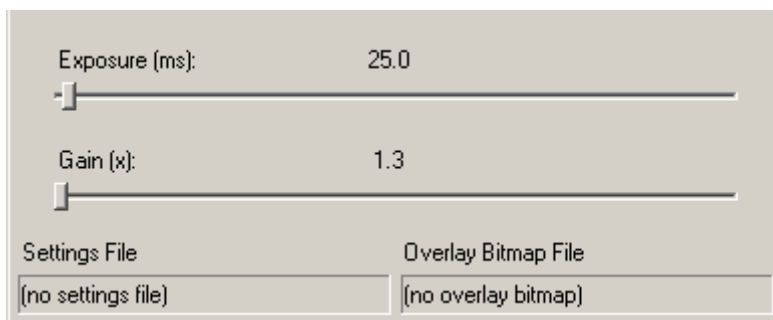 Exposure (ms): 25.0
Gain (x): 1.3
Settings File Overlay Bitmap File
(no settings file) (no overlay bitmap)